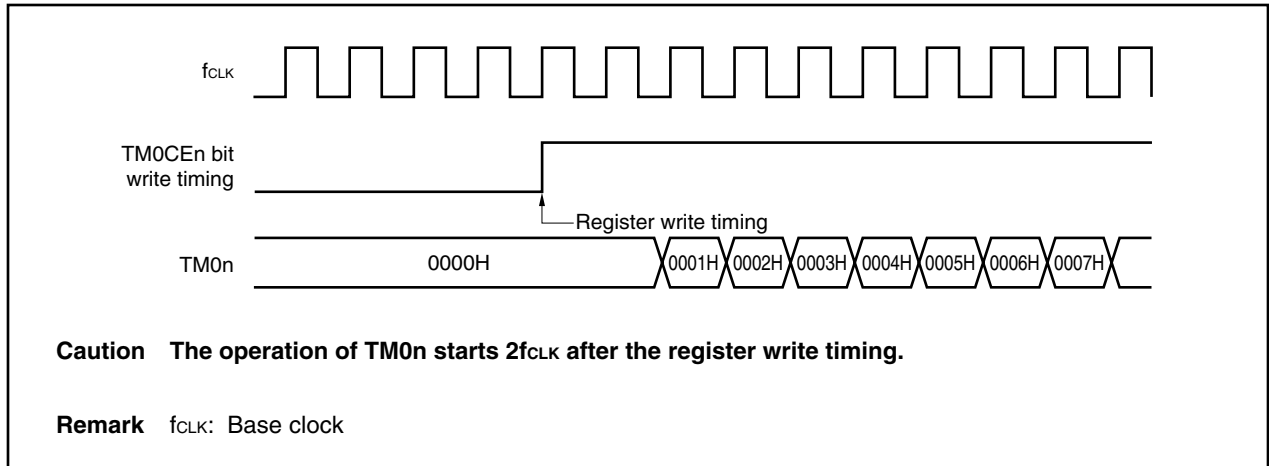 fCLK
TM0CEn bit
write timing
Register write timing
TM0n
0000H
0001H 0002H 0003H 0004H 0005H 0006H 0007H
Caution The operation of TM0n starts 2fCLK after the register write timing.
Remark fCLK: Base clock